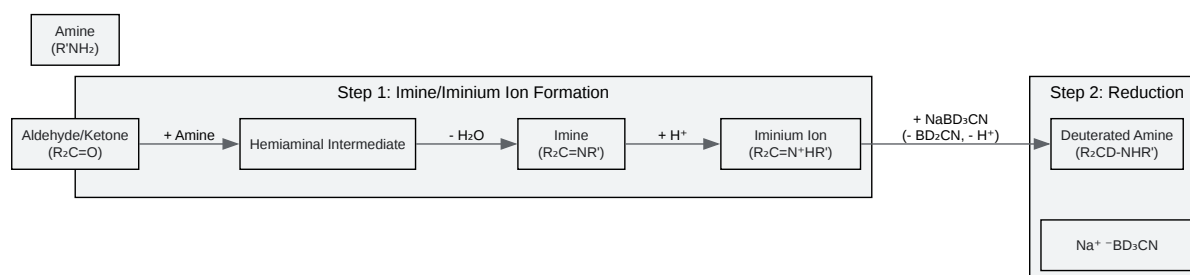 Amine
(R'NH₂)
Step 1: Imine/Iminium Ion Formation
Step 2: Reduction
Aldehyde/Ketone
(R₂C=O)
+ Amine
Hemiaminal Intermediate
- H₂O
Imine
(R₂C=NR')
+ H⁺
Iminium Ion
(R₂C=N⁺HR')
+ NaBD₃CN
(- BD₂CN, - H⁺)
Deuterated Amine
(R₂CD-NHR')
Na⁺ ⁻BD₃CN